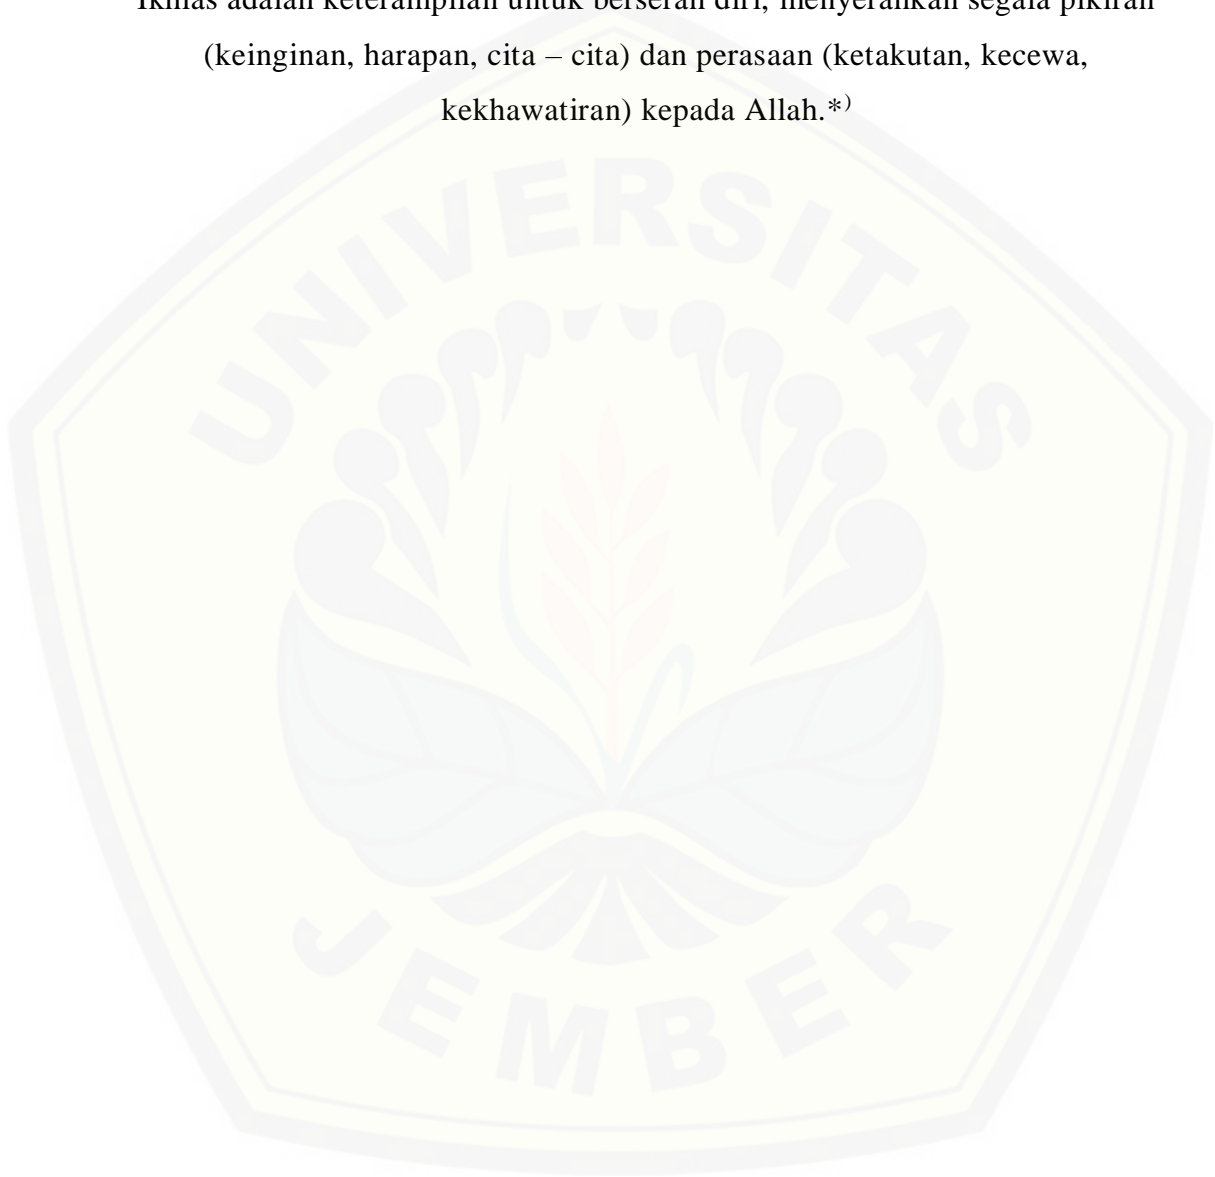 Ikhlas adalah keterampilan untuk berserah diri, menyerahkan segala pikiran
(keinginan, harapan, cita – cita) dan perasaan (ketakutan, kecewa,
kekhawatiran) kepada Allah.*)
UNIVERSITAS
JEMBER